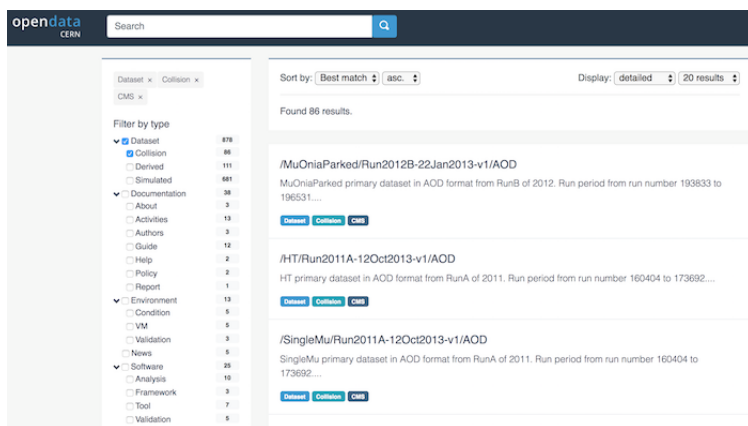 opendata
CERN
Search
Dataset × Collision ×
CMS ×
Filter by type
Dataset 878
Collision 86
Derived 111
Simulated 681
Documentation 38
About 3
Activities 13
Authors 3
Guide 12
Help 2
Policy 2
Report 1
Environment 13
Condition 5
VM 5
Validation 3
News 5
Software 25
Analysis 10
Framework 3
Tool 7
Validation 5
Sort by: Best match asc. Display: detailed 20 results
Found 86 results.
/MuOniaParked/Run2012B-22Jan2013-v1/AOD
MuOniaParked primary dataset in AOD format from RunB of 2012. Run period from run number 193833 to
196531....
Dataset Collision CMS
/HT/Run2011A-12Oct2013-v1/AOD
HT primary dataset in AOD format from RunA of 2011. Run period from run number 160404 to 173692....
Dataset Collision CMS
/SingleMu/Run2011A-12Oct2013-v1/AOD
SingleMu primary dataset in AOD format from RunA of 2011. Run period from run number 160404 to
173692....
Dataset Collision CMS